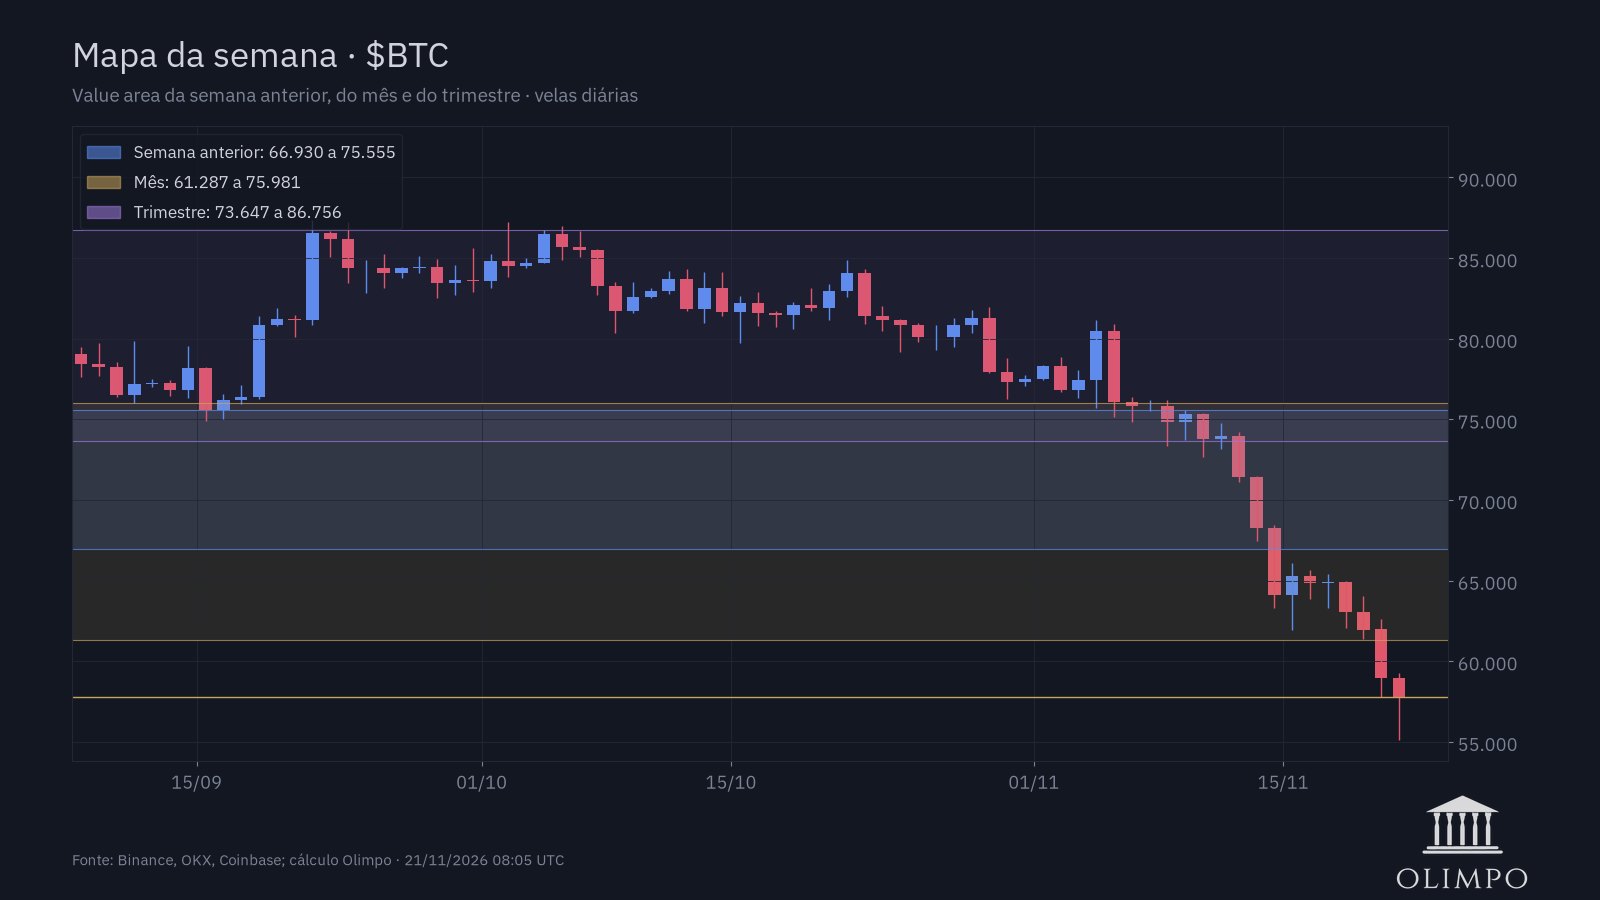 Mapa da semana · $BTC
Value area da semana anterior, do mês e do trimestre · velas diárias
Semana anterior: 66.930 a 75.555
Mês: 61.287 a 75.981
Trimestre: 73.647 a 86.756
90.000
85.000
80.000
75.000
70.000
65.000
60.000
55.000
15/09
01/10
15/10
01/11
15/11
Fonte: Binance, OKX, Coinbase; cálculo Olimpo · 21/11/2026 08:05 UTC
OLIMPO